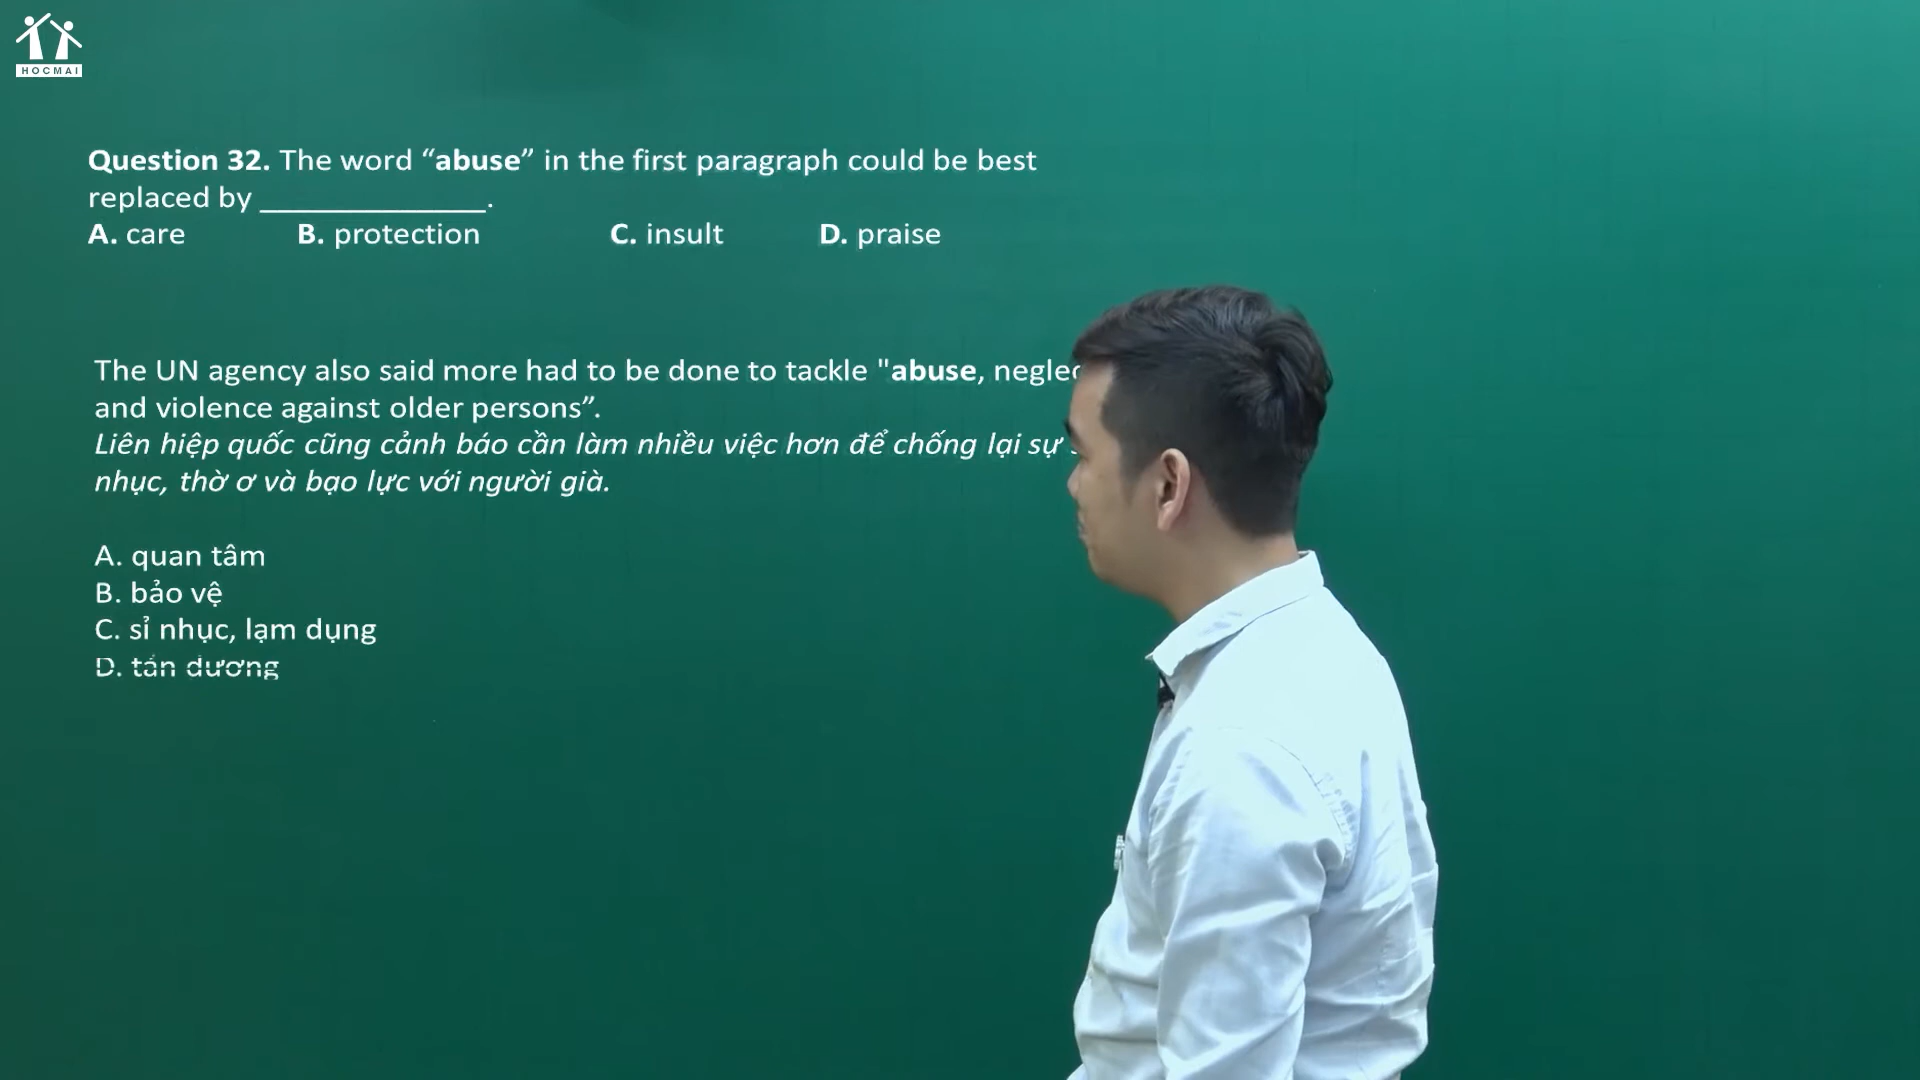 HOCMAI
Question 32. The word “abuse” in the first paragraph could be best
replaced by ______________.
A. care B. protection C. insult D. praise
The UN agency also said more had to be done to tackle "abuse,
and violence against older persons”.
Liên hiệp quốc cũng cảnh báo cần làm nhiều việc hơn để chống lại sự
nhục, thờ ơ và bạo lực với người già.
A. quan tâm
B. bảo vệ
C. sỉ nhục, lạm dụng
D. tán dương